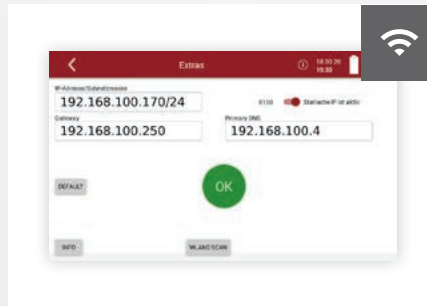 Extras
IP-Adresse/Subnetzmaske
192.168.100.170/24
Statische IP ist aktiv
Gateway
192.168.100.250
Primary DNS
192.168.100.4
DEFAULT
OK
INFO
WLAN0 SCAN